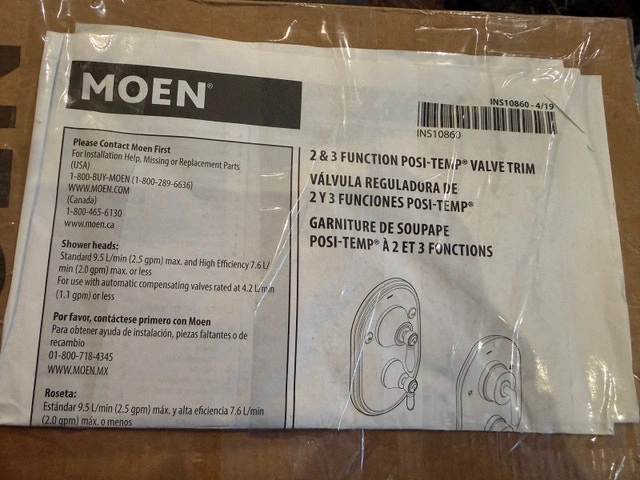 MOEN®
INS10860 - 4/19
INS10860
Please Contact Moen First
For Installation Help, Missing or Replacement Parts
(USA)
1-800-BUY-MOEN (1-800-289-6636)
WWW.MOEN.COM
(Canada)
1-800-465-6130
www.moen.ca
Shower heads:
Standard 9.5 L/min (2.5 gpm) max. and High Efficiency 7.6 L/
min (2.0 gpm) max. or less
For use with automatic compensating valves rated at 4.2 L/min
(1.1 gpm) or less
Por favor, contáctese primero con Moen
Para obtener ayuda de instalación, piezas faltantes o de
recambio
01-800-718-4345
WWW.MOEN.MX
Roseta:
Estándar 9.5 L/min (2.5 gpm) máx. y alta eficiencia 7.6 L/min
(2.0 gpm) máx. o menos
2 & 3 FUNCTION POSI-TEMP® VALVE TRIM
VÁLVULA REGULADORA DE
2 Y 3 FUNCIONES POSI-TEMP®
GARNITURE DE SOUPAPE
POSI-TEMP® À 2 ET 3 FONCTIONS